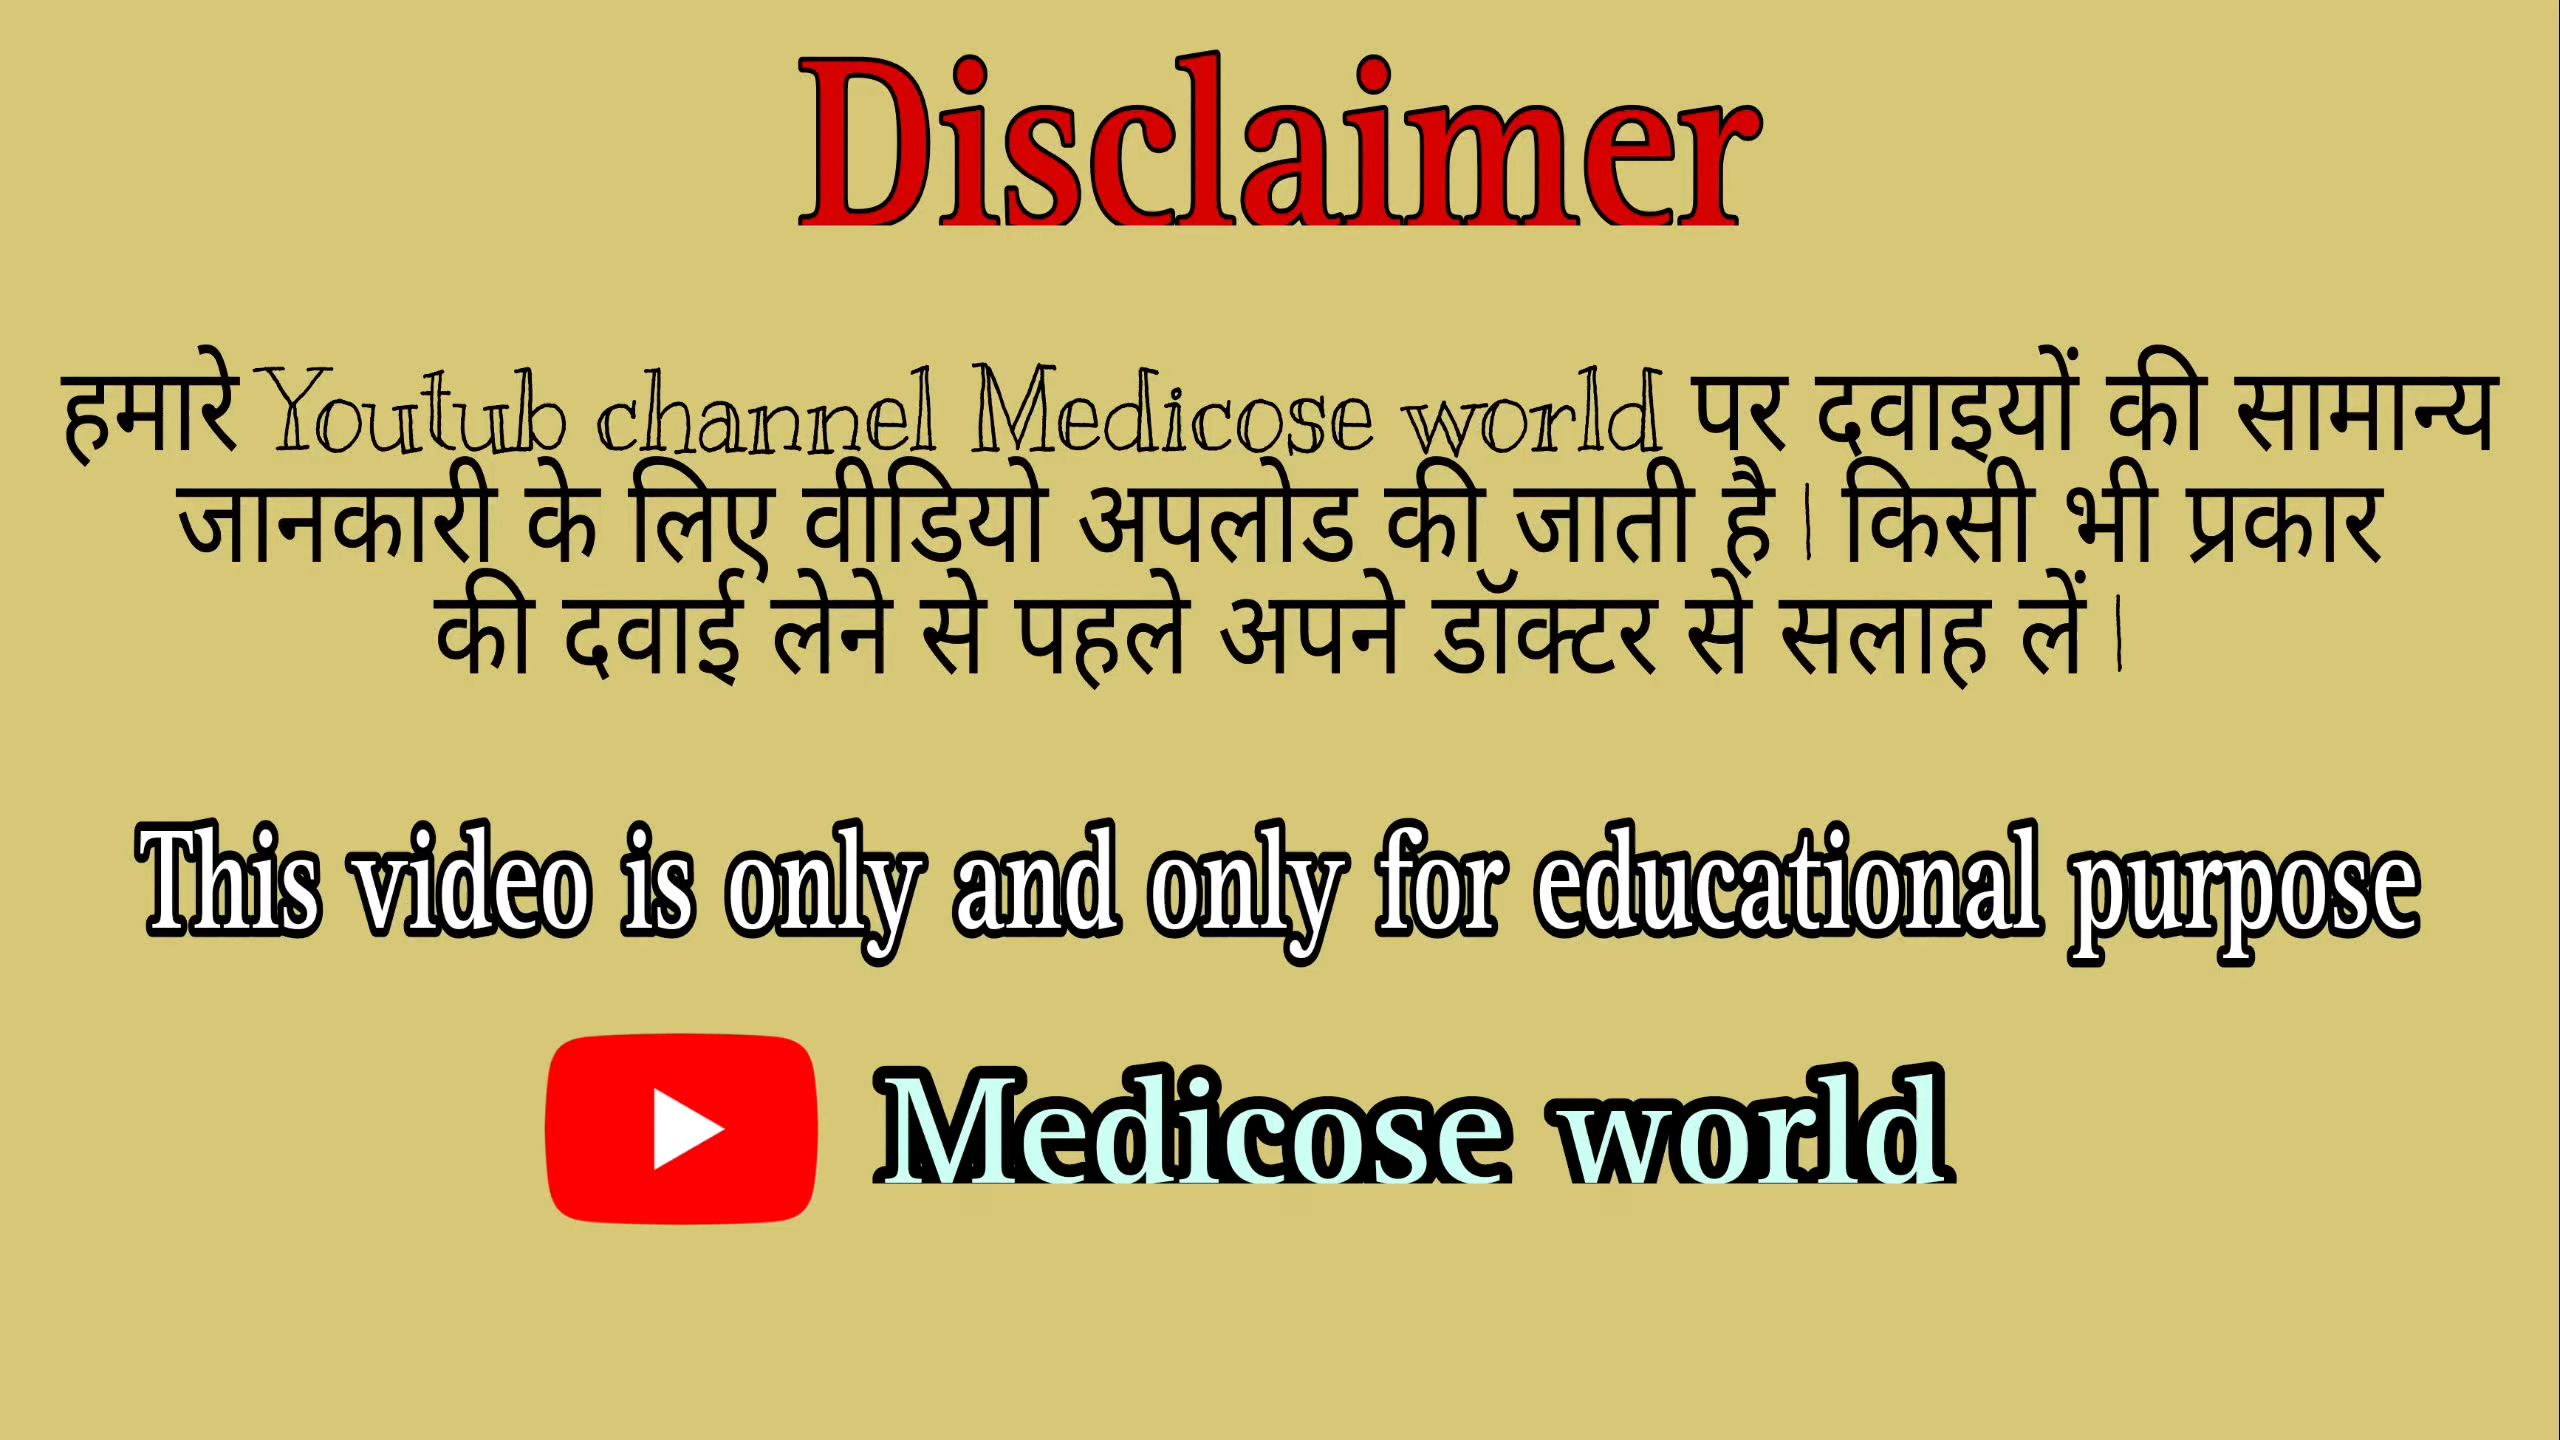 Disclaimer
हमारे Youtub channel Medicose world पर दवाइयों की सामान्य
जानकारी के लिए वीडियो अपलोड की जाती है। किसी भी प्रकार
की दवाई लेने से पहले अपने डॉक्टर से सलाह लें।
This video is only and only for educational purpose
Medicose world